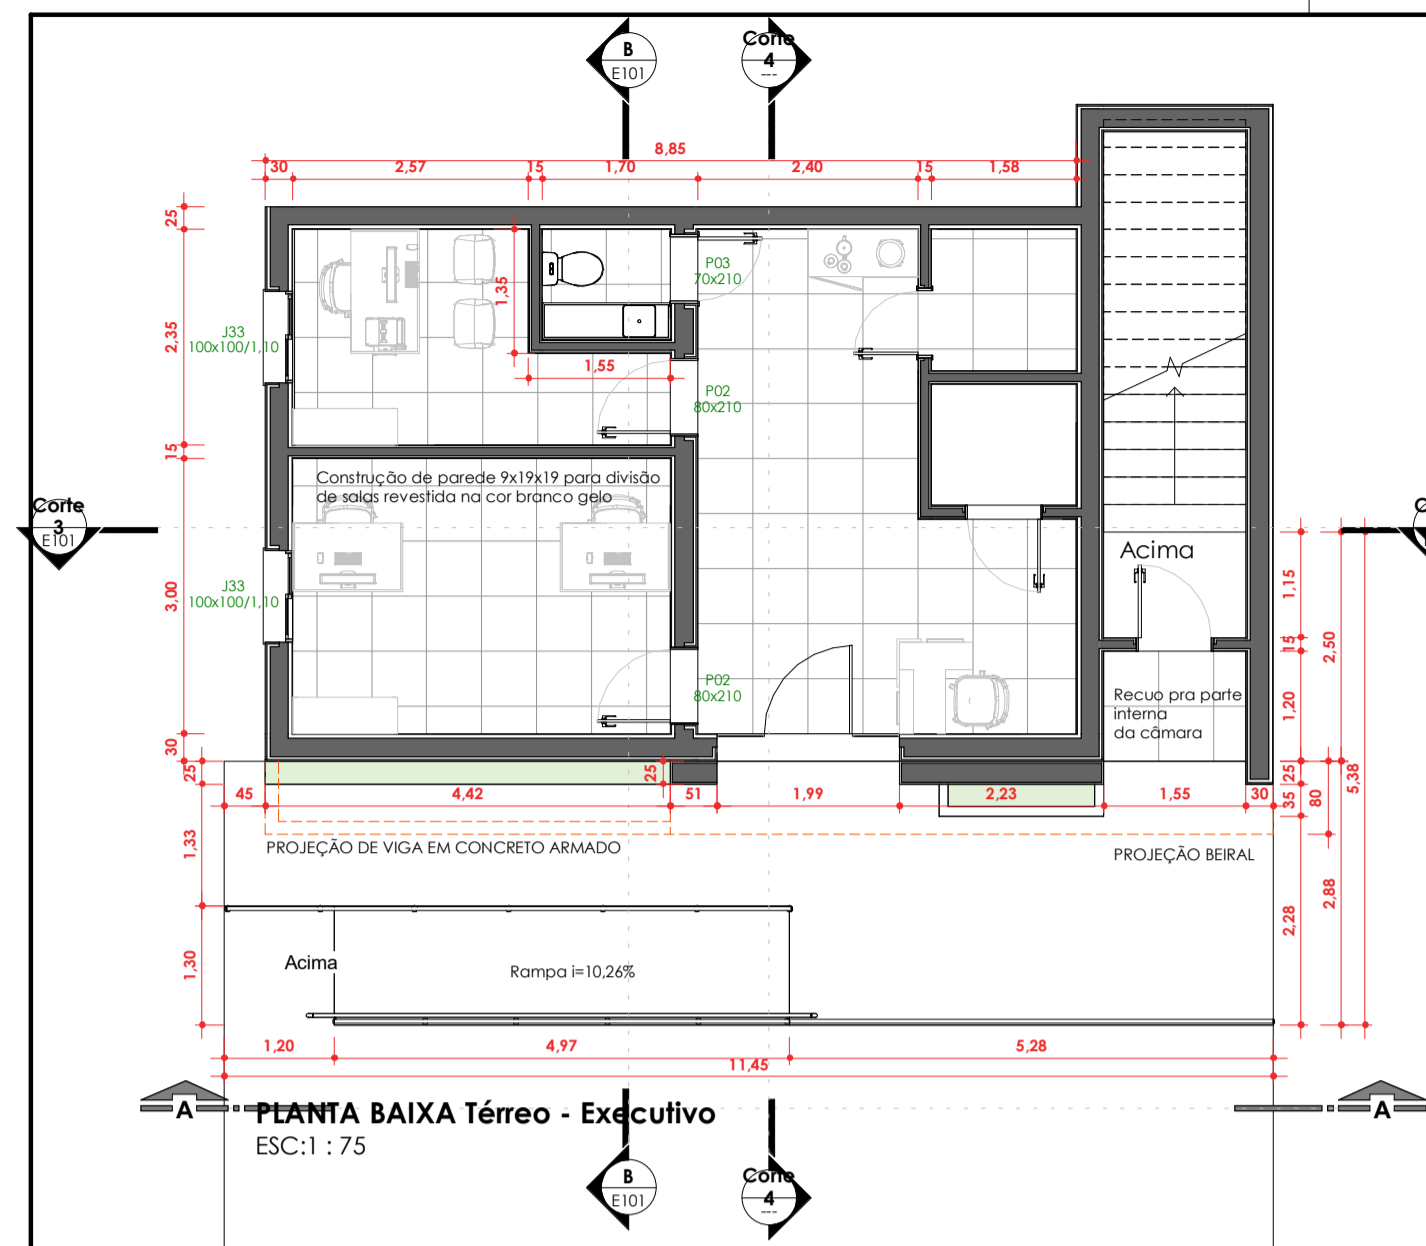 B
E101
Corte
4
---
8,85
30
2,57
15
1,70
2,40
15
1,58
25
2,35
15
3,00
30
25
1,33
1,30
1,35
1,55
P03
70x210
J33
100x100/1,10
P02
80x210
Construção de parede 9x19x19 para divisão
de salas revestida na cor branco gelo
Corte
3
E101
C
J33
100x100/1,10
P02
80x210
Acima
Recuo pra parte
interna
da câmara
1,15
15
1,20
25
35
2,28
2,50
80
2,88
5,38
25
45
4,42
51
1,99
2,23
1,55
30
PROJEÇÃO DE VIGA EM CONCRETO ARMADO
PROJEÇÃO BEIRAL
Acima
Rampa i=10,26%
1,20
4,97
5,28
11,45
A
PLANTA BAIXA Térreo - Executivo
ESC:1 : 75
A
B
E101
Corte
4
---